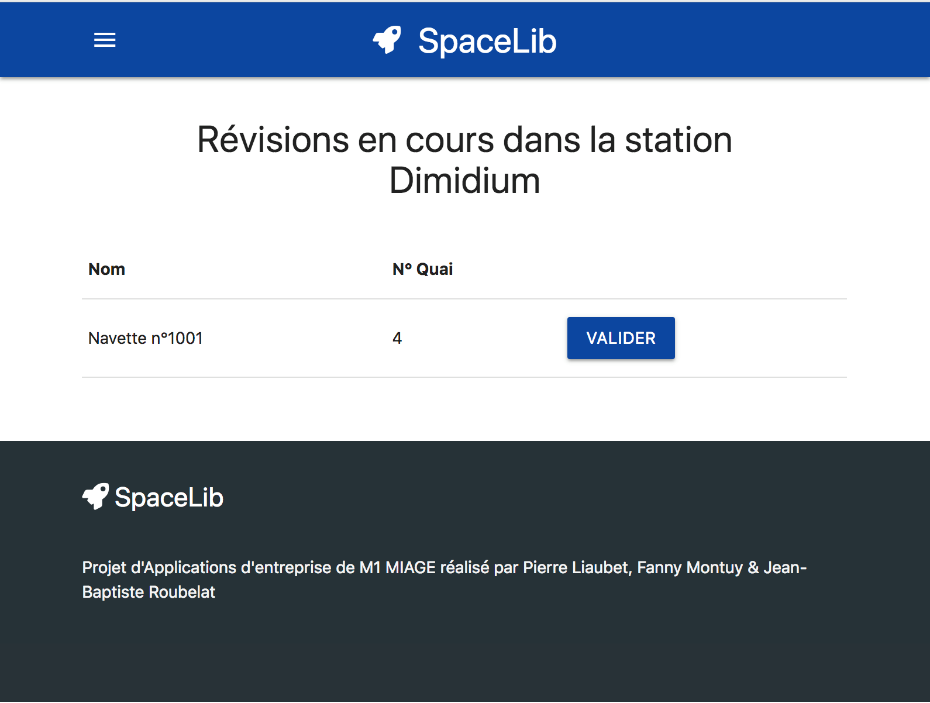 SpaceLib
Révisions en cours dans la station
Dimidium
Nom N° Quai
Navette n°1001 4 VALIDER
SpaceLib
Projet d'Applications d'entreprise de M1 MIAGE réalisé par Pierre Liaubet, Fanny Montuy & Jean-
Baptiste Roubelat